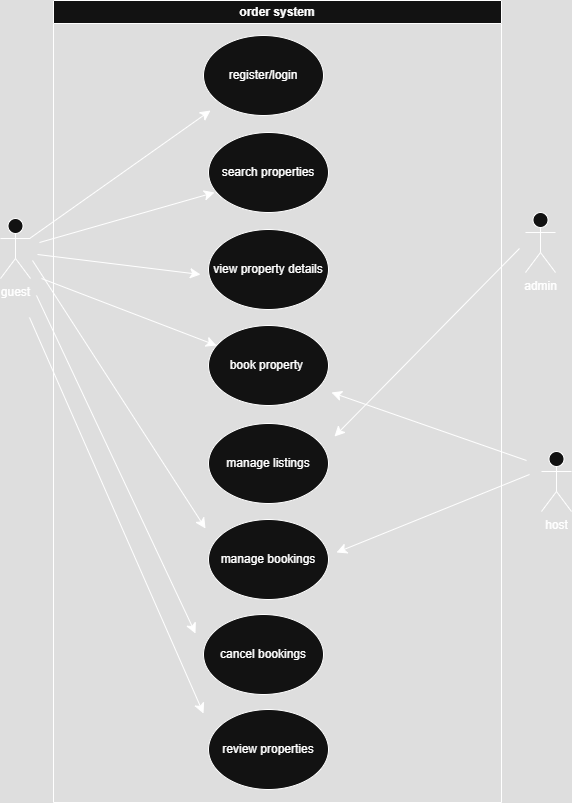 order system
register/login
search properties
guest
admin
view property details
book property
manage listings
host
manage bookings
cancel bookings
review properties